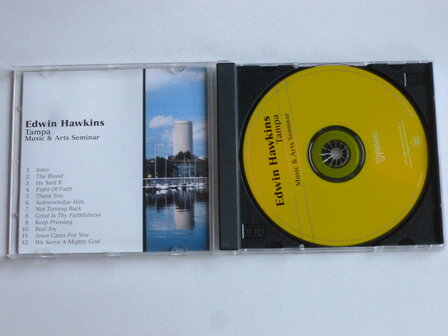 Edwin Hawkins
Tampa
Music & Arts Seminar
1. Intro
2. The Blood
3. He Said It
4. Fight Of Faith
5. Thank You
6. Acknowledge Him
7. Not Turning Back
8. Great Is Thy Faithfulness
9. Keep Pressing
10. Real Joy
11. Jesus Cares For You
12. We Serve A Mighty God
Edwin Hawkins
Tampa
Music & Arts Seminar